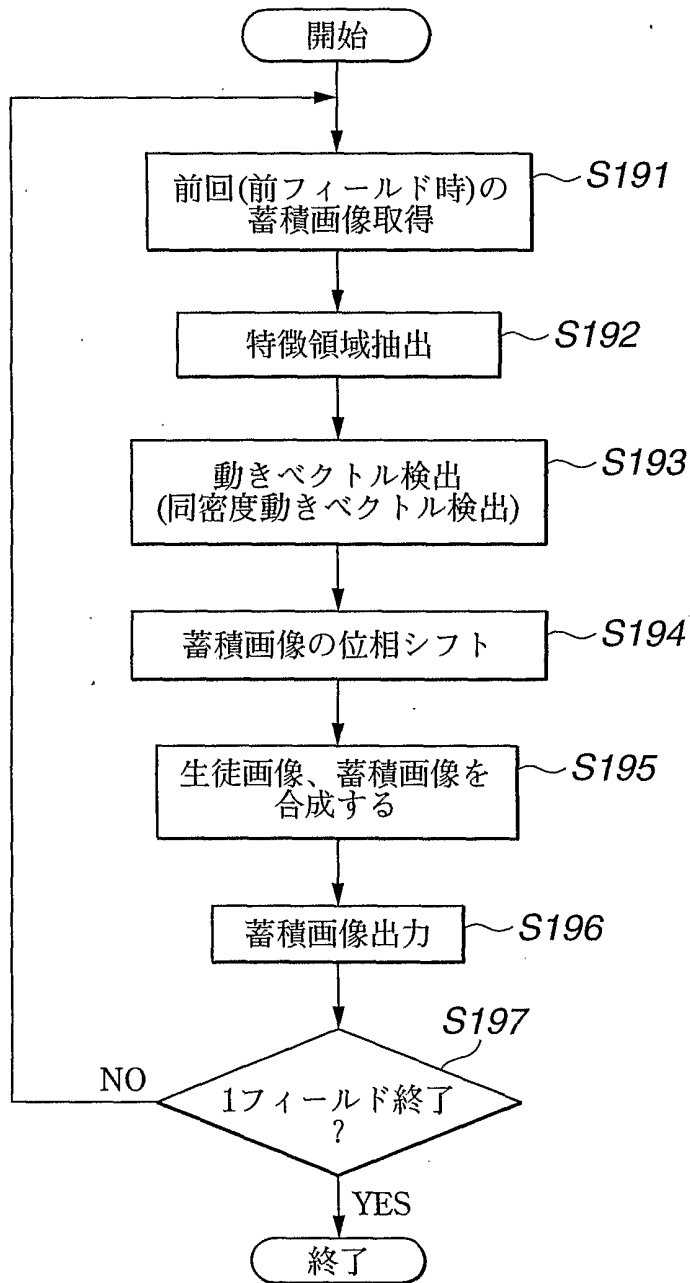 開始
前回(前フィールド時)の
蓄積画像取得
S191
特徴領域抽出
S192
動きベクトル検出
(同密度動きベクトル検出)
S193
蓄積画像の位相シフト
S194
生徒画像、蓄積画像を
合成する
S195
蓄積画像出力
S196
S197
1フィールド終了
?
NO
YES
終了